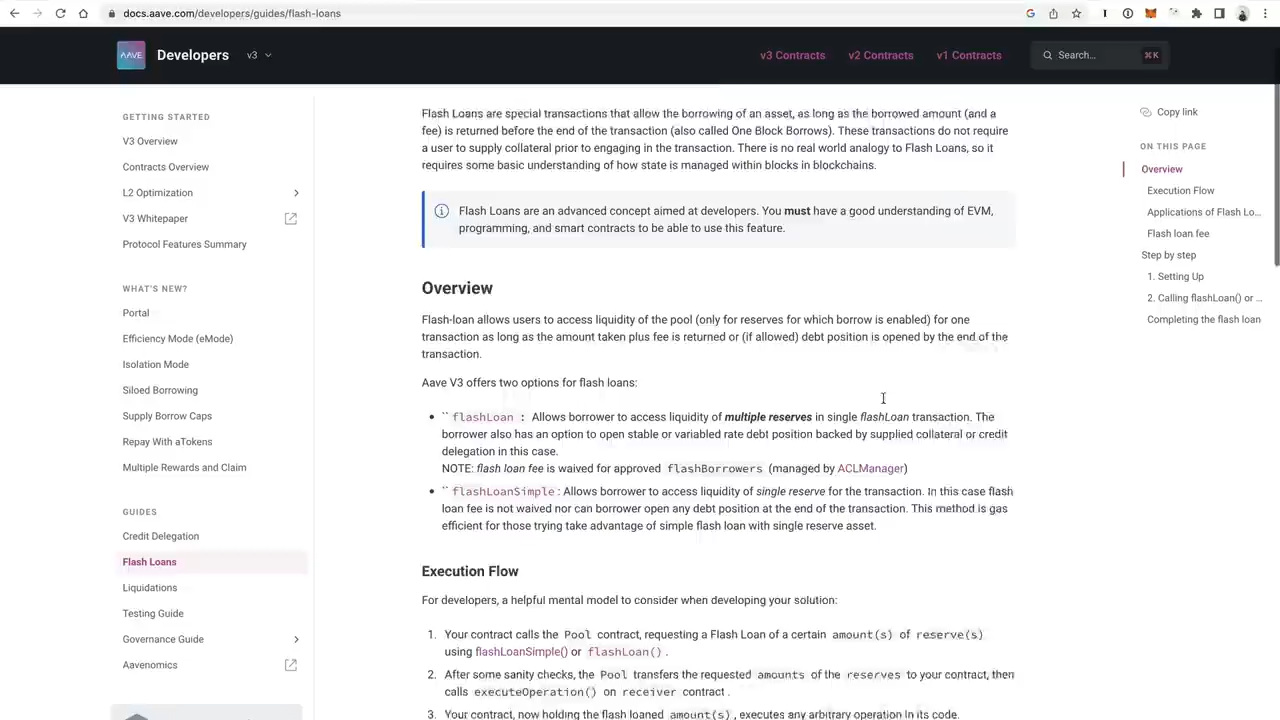 docs.aave.com/developers/guides/flash-loans
AAVE
Developers
v3
v3 Contracts
v2 Contracts
v1 Contracts
Search...
⌘K
GETTING STARTED
V3 Overview
Contracts Overview
L2 Optimization
V3 Whitepaper
Protocol Features Summary
WHAT'S NEW?
Portal
Efficiency Mode (eMode)
Isolation Mode
Siloed Borrowing
Supply Borrow Caps
Repay With aTokens
Multiple Rewards and Claim
GUIDES
Credit Delegation
Flash Loans
Liquidations
Testing Guide
Governance Guide
Aavenomics
Flash Loans are special transactions that allow the borrowing of an asset, as long as the borrowed amount (and a
fee) is returned before the end of the transaction (also called One Block Borrows). These transactions do not require
a user to supply collateral prior to engaging in the transaction. There is no real world analogy to Flash Loans, so it
requires some basic understanding of how state is managed within blocks in blockchains.
Flash Loans are an advanced concept aimed at developers. You must have a good understanding of EVM,
programming, and smart contracts to be able to use this feature.
Overview
Flash-loan allows users to access liquidity of the pool (only for reserves for which borrow is enabled) for one
transaction as long as the amount taken plus fee is returned or (if allowed) debt position is opened by the end of the
transaction.
Aave V3 offers two options for flash loans:
• `` flashLoan : Allows borrower to access liquidity of multiple reserves in single flashLoan transaction. The
borrower also has an option to open stable or variabled rate debt position backed by supplied collateral or credit
delegation in this case.
NOTE: flash loan fee is waived for approved flashBorrowers (managed by ACLManager)
• `` flashLoanSimple: Allows borrower to access liquidity of single reserve for the transaction. In this case flash
loan fee is not waived nor can borrower open any debt position at the end of the transaction. This method is gas
efficient for those trying take advantage of simple flash loan with single reserve asset.
Execution Flow
For developers, a helpful mental model to consider when developing your solution:
1. Your contract calls the Pool contract, requesting a Flash Loan of a certain amount(s) of reserve(s)
using flashLoanSimple() or flashLoan().
2. After some sanity checks, the Pool transfers the requested amounts of the reserves to your contract, then
calls executeOperation() on receiver contract.
3. Your contract, now holding the flash loaned amount(s), executes any arbitrary operation in its code.
Copy link
ON THIS PAGE
Overview
Execution Flow
Applications of Flash Lo...
Flash loan fee
Step by step
1. Setting Up
2. Calling flashLoan() or ...
Completing the flash loan